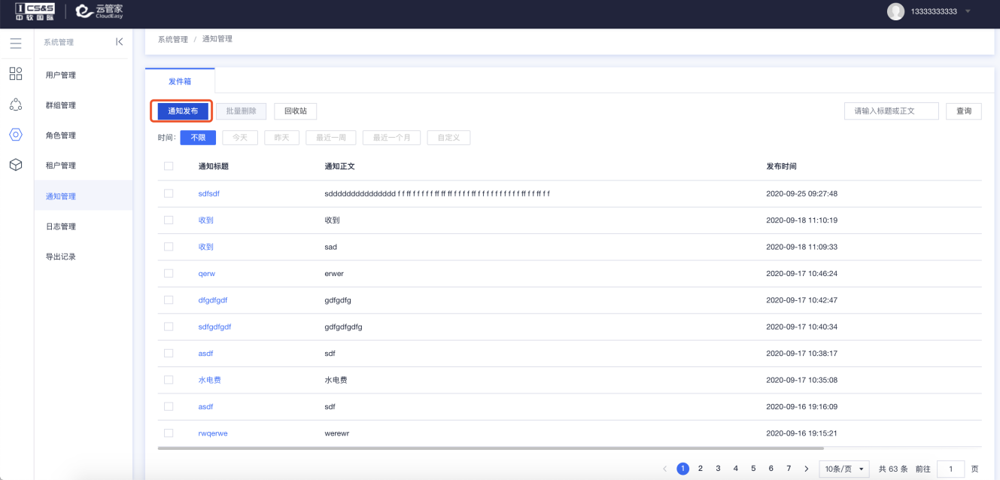 CS&S 中软国际 云管家 CloudEasy 13333333333
系统管理
系统管理 / 通知管理
用户管理
群组管理
角色管理
租户管理
通知管理
日志管理
导出记录
发件箱
通知发布 批量删除 回收站 请输入标题或正文 查询
时间: 不限 今天 昨天 最近一周 最近一个月 自定义
通知标题 通知正文 发布时间
sdfsdf 2020-09-25 09:27:48
收到 收到 2020-09-18 11:10:19
收到 sad 2020-09-18 11:09:33
qerw erwer 2020-09-17 10:46:24
dfgdfgdf gdfgdfg 2020-09-17 10:42:47
sdfgdfgdf gdfgdfgdfg 2020-09-17 10:40:34
asdf sdf 2020-09-17 10:38:17
水电费 水电费 2020-09-17 10:35:08
asdf sdf 2020-09-16 19:16:09
rwqerwe werewr 2020-09-16 19:15:21
1 2 3 4 5 6 7 10条/页 共 63 条 前往 1 页